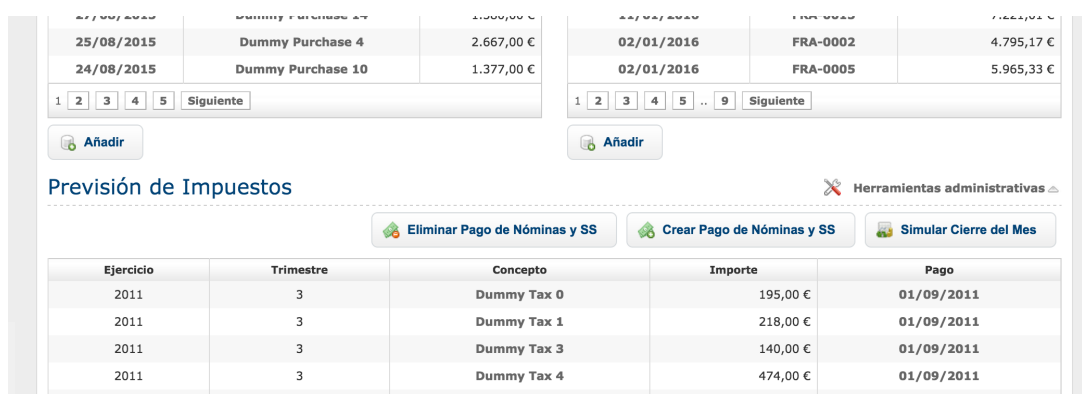 25/08/2015 Dummy Purchase 4 2.667,00 €
24/08/2015 Dummy Purchase 10 1.377,00 €
1 2 3 4 5 Siguiente
Añadir
02/01/2016 FRA-0002 4.795,17 €
02/01/2016 FRA-0005 5.965,33 €
1 2 3 4 5 .. 9 Siguiente
Añadir
Previsión de Impuestos
Herramientas administrativas
Eliminar Pago de Nóminas y SS
Crear Pago de Nóminas y SS
Simular Cierre del Mes
Ejercicio Trimestre Concepto Importe Pago
2011 3 Dummy Tax 0 195,00 € 01/09/2011
2011 3 Dummy Tax 1 218,00 € 01/09/2011
2011 3 Dummy Tax 3 140,00 € 01/09/2011
2011 3 Dummy Tax 4 474,00 € 01/09/2011